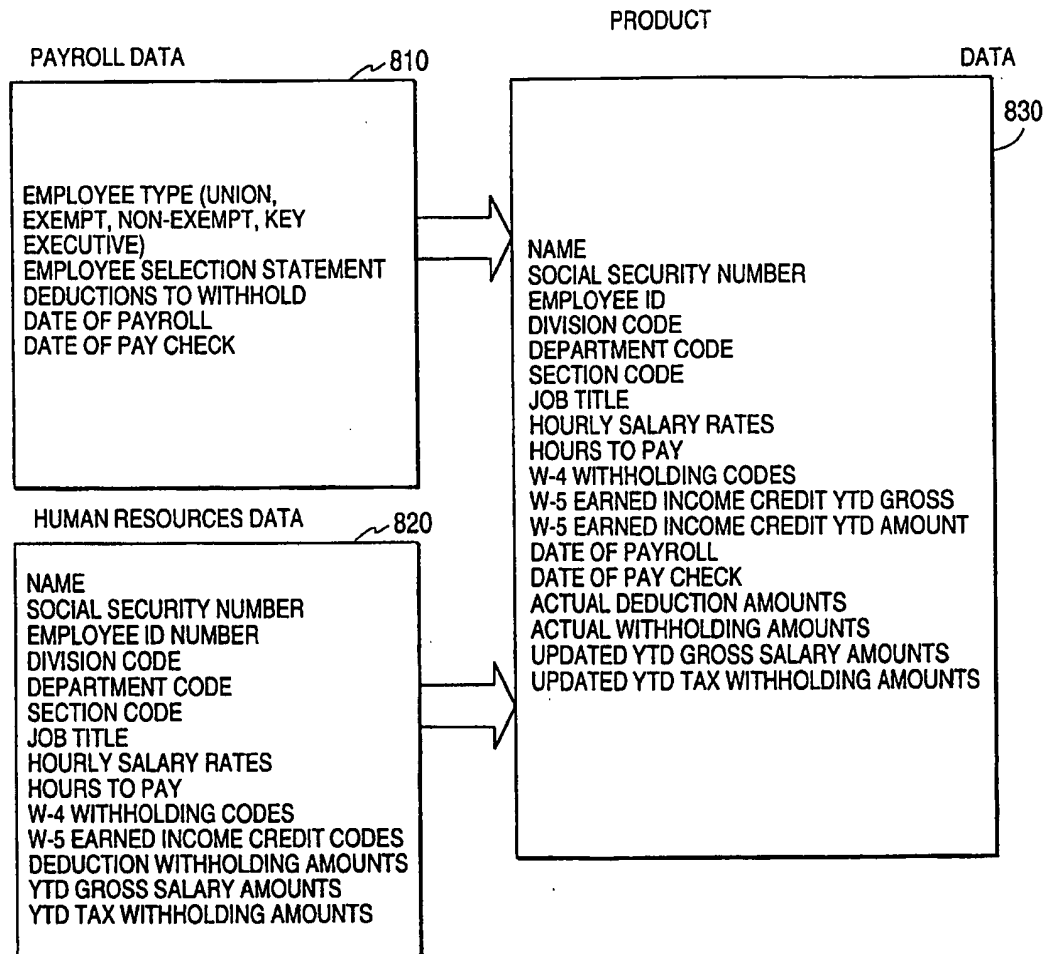 PRODUCT
PAYROLL DATA
810
EMPLOYEE TYPE (UNION,
EXEMPT, NON-EXEMPT, KEY
EXECUTIVE)
EMPLOYEE SELECTION STATEMENT
DEDUCTIONS TO WITHHOLD
DATE OF PAYROLL
DATE OF PAY CHECK
HUMAN RESOURCES DATA
820
NAME
SOCIAL SECURITY NUMBER
EMPLOYEE ID NUMBER
DIVISION CODE
DEPARTMENT CODE
SECTION CODE
JOB TITLE
HOURLY SALARY RATES
HOURS TO PAY
W-4 WITHHOLDING CODES
W-5 EARNED INCOME CREDIT CODES
DEDUCTION WITHHOLDING AMOUNTS
YTD GROSS SALARY AMOUNTS
YTD TAX WITHHOLDING AMOUNTS
DATA
830
NAME
SOCIAL SECURITY NUMBER
EMPLOYEE ID
DIVISION CODE
DEPARTMENT CODE
SECTION CODE
JOB TITLE
HOURLY SALARY RATES
HOURS TO PAY
W-4 WITHHOLDING CODES
W-5 EARNED INCOME CREDIT YTD GROSS
W-5 EARNED INCOME CREDIT YTD AMOUNT
DATE OF PAYROLL
DATE OF PAY CHECK
ACTUAL DEDUCTION AMOUNTS
ACTUAL WITHHOLDING AMOUNTS
UPDATED YTD GROSS SALARY AMOUNTS
UPDATED YTD TAX WITHHOLDING AMOUNTS